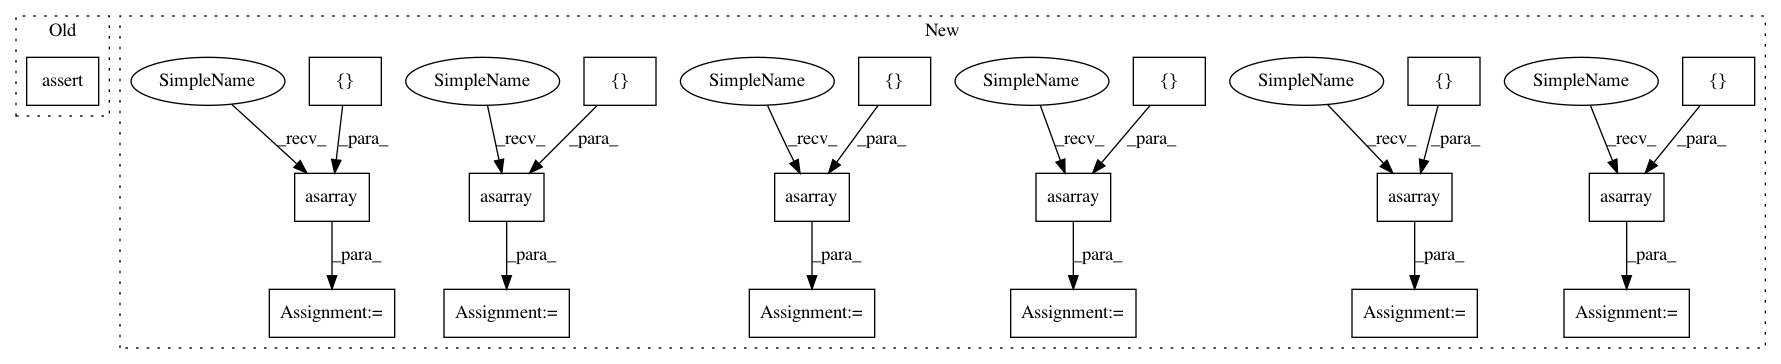 Old
New
assert
SimpleName
{}
SimpleName
{}
SimpleName
{}
SimpleName
{}
SimpleName
{}
SimpleName
{}
_recv_
_para_
_recv_
_para_
_recv_
_para_
_recv_
_para_
_recv_
_para_
_recv_
_para_
asarray
asarray
asarray
asarray
asarray
asarray
_para_
_para_
_para_
_para_
_para_
_para_
Assignment:=
Assignment:=
Assignment:=
Assignment:=
Assignment:=
Assignment:=